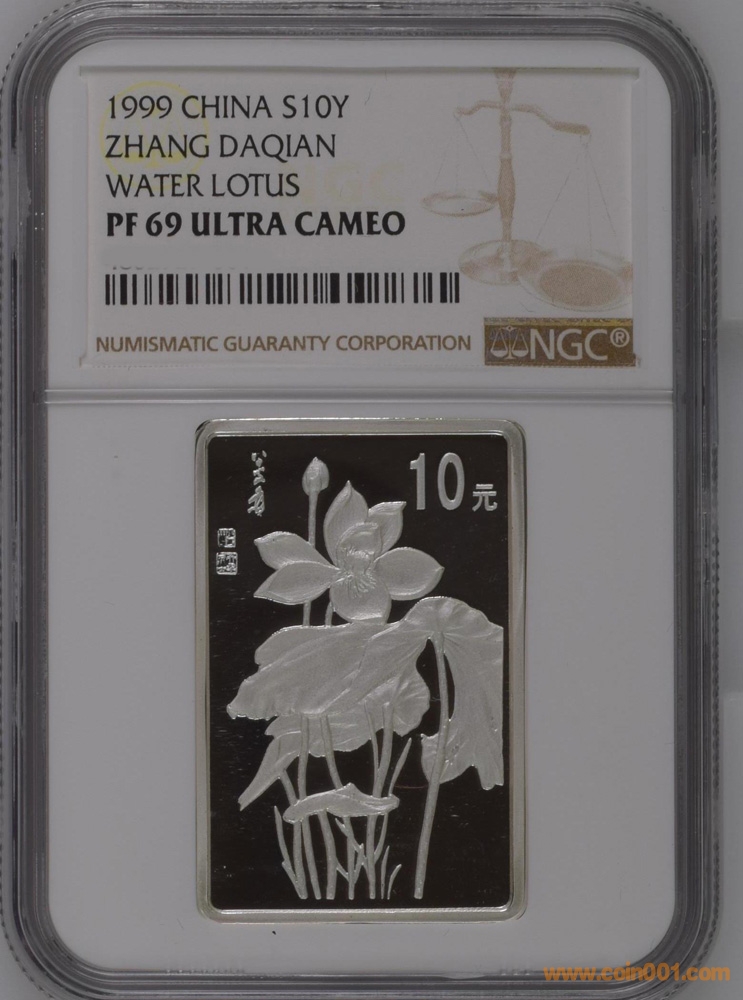 1999 CHINA S10Y
ZHANG DAQIAN
WATER LOTUS
PF 69 ULTRA CAMEO
NUMISMATIC GUARANTY CORPORATION
NGC®
10元
www.coin001.com